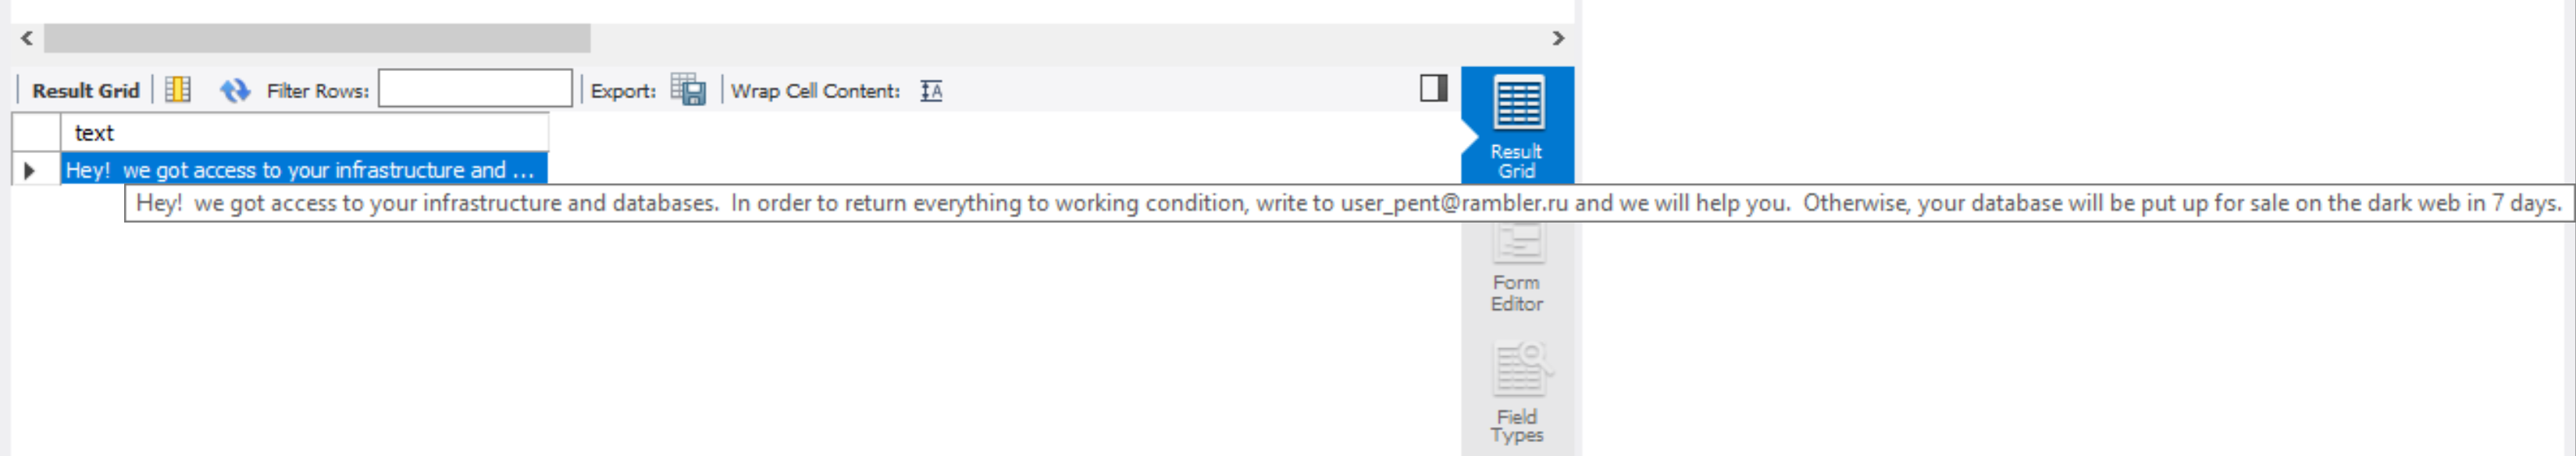 Result Grid Filter Rows: Export: Wrap Cell Content:
text
Hey!  we got access to your infrastructure and ...
Hey!  we got access to your infrastructure and databases.  In order to return everything to working condition, write to user_pent@rambler.ru and we will help you.  Otherwise, your database will be put up for sale on the dark web in 7 days.
Result
Grid
Form
Editor
Field
Types